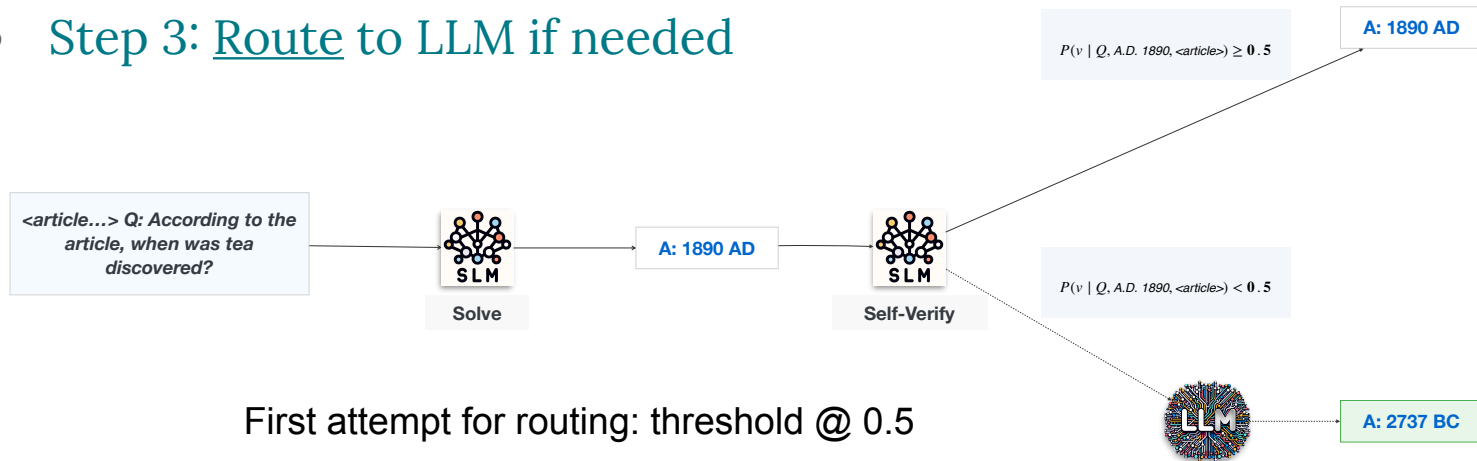 Step 3: Route to LLM if needed
P(v | Q, A.D. 1890, <article>) ≥ 0.5
A: 1890 AD
<article...> Q: According to the
article, when was tea
discovered?
SLM
Solve
A: 1890 AD
SLM
Self-Verify
P(v | Q, A.D. 1890, <article>) < 0.5
First attempt for routing: threshold @ 0.5
LLM
A: 2737 BC